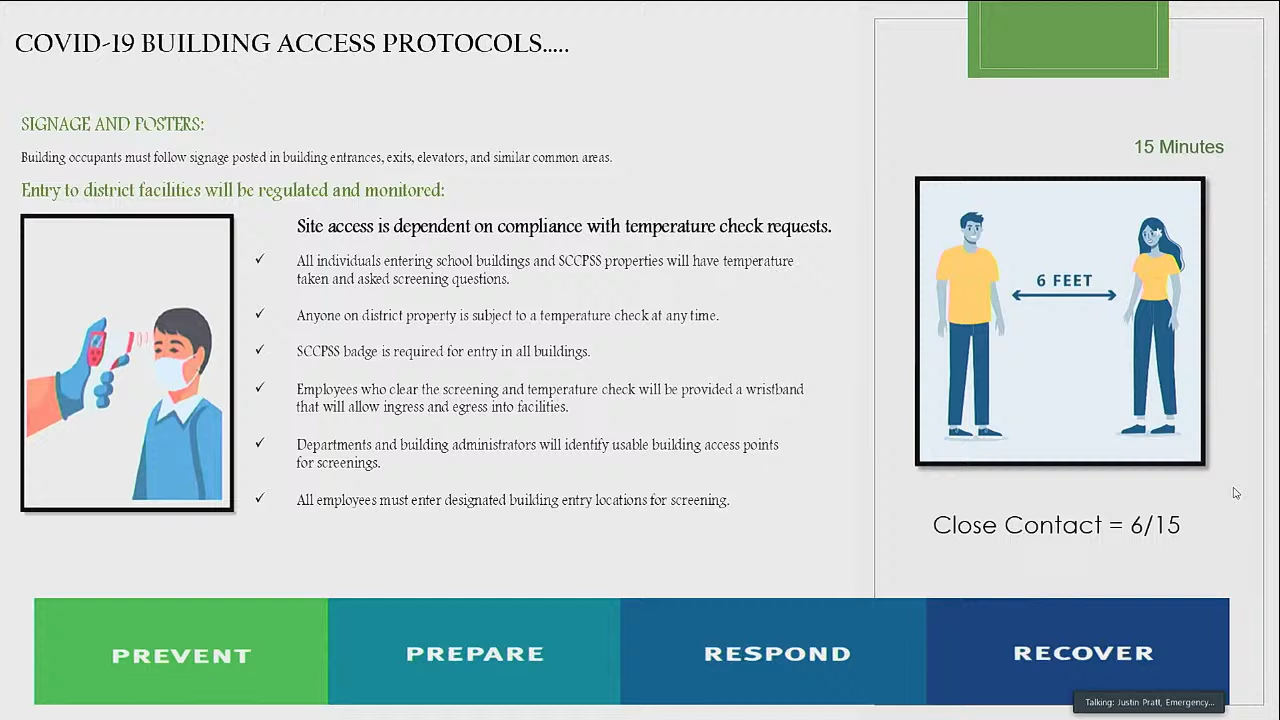 COVID-19 BUILDING ACCESS PROTOCOLS.....
SIGNAGE AND POSTERS:
Building occupants must follow signage posted in building entrances, exits, elevators, and similar common areas.
Entry to district facilities will be regulated and monitored:
Site access is dependent on compliance with temperature check requests.
✓ All individuals entering school buildings and SCCPSS properties will have temperature
taken and asked screening questions.
✓ Anyone on district property is subject to a temperature check at any time.
✓ SCCPSS badge is required for entry in all buildings.
✓ Employees who clear the screening and temperature check will be provided a wristband
that will allow ingress and egress into facilities.
✓ Departments and building administrators will identify usable building access points
for screenings.
✓ All employees must enter designated building entry locations for screening.
15 Minutes
6 FEET
Close Contact = 6/15
PREVENT
PREPARE
RESPOND
RECOVER
Talking: Justin Pratt, Emergency...